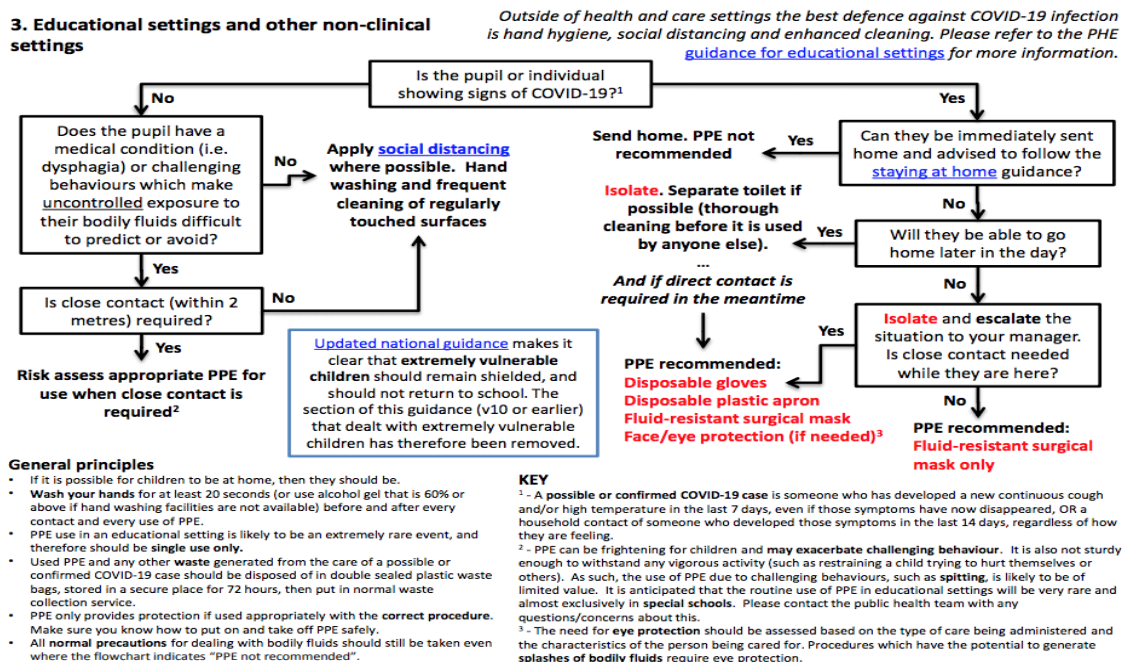 3. Educational settings and other non-clinical
settings
Outside of health and care settings the best defence against COVID-19 infection
is hand hygiene, social distancing and enhanced cleaning. Please refer to the PHE
guidance for educational settings for more information.
Is the pupil or individual
showing signs of COVID-19?¹
No
Yes
Does the pupil have a
medical condition (i.e.
dysphagia) or challenging
behaviours which make
uncontrolled exposure to
their bodily fluids difficult
to predict or avoid?
No
Apply social distancing
where possible. Hand
washing and frequent
cleaning of regularly
touched surfaces
Yes
Is close contact (within 2
metres) required?
No
Yes
Risk assess appropriate PPE for
use when close contact is
required²
Updated national guidance makes it
clear that extremely vulnerable
children should remain shielded, and
should not return to school. The
section of this guidance (v10 or earlier)
that dealt with extremely vulnerable
children has therefore been removed.
Can they be immediately sent
home and advised to follow the
staying at home guidance?
Yes
Send home. PPE not
recommended
No
Will they be able to go
home later in the day?
Yes
Isolate. Separate toilet if
possible (thorough
cleaning before it is used
by anyone else).
...
And if direct contact is
required in the meantime
No
Isolate and escalate the
situation to your manager.
Is close contact needed
while they are here?
Yes
PPE recommended:
Disposable gloves
Disposable plastic apron
Fluid-resistant surgical mask
Face/eye protection (if needed)³
No
PPE recommended:
Fluid-resistant surgical
mask only
General principles
• If it is possible for children to be at home, then they should be.
• Wash your hands for at least 20 seconds (or use alcohol gel that is 60% or
above if hand washing facilities are not available) before and after every
contact and every use of PPE.
• PPE use in an educational setting is likely to be an extremely rare event, and
therefore should be single use only.
• Used PPE and any other waste generated from the care of a possible or
confirmed COVID-19 case should be disposed of in double sealed plastic waste
bags, stored in a secure place for 72 hours, then put in normal waste
collection service.
• PPE only provides protection if used appropriately with the correct procedure.
Make sure you know how to put on and take off PPE safely.
• All normal precautions for dealing with bodily fluids should still be taken even
where the flowchart indicates "PPE not recommended".
KEY
¹ - A possible or confirmed COVID-19 case is someone who has developed a new continuous cough
and/or high temperature in the last 7 days, even if those symptoms have now disappeared, OR a
household contact of someone who developed those symptoms in the last 14 days, regardless of how
they are feeling.
² - PPE can be frightening for children and may exacerbate challenging behaviour. It is also not sturdy
enough to withstand any vigorous activity (such as restraining a child trying to hurt themselves or
others). As such, the use of PPE due to challenging behaviours, such as spitting, is likely to be of
limited value. It is anticipated that the routine use of PPE in educational settings will be very rare and
almost exclusively in special schools. Please contact the public health team with any
questions/concerns about this.
³ - The need for eye protection should be assessed based on the type of care being administered and
the characteristics of the person being cared for. Procedures which have the potential to generate
splashes of bodily fluids require eye protection.